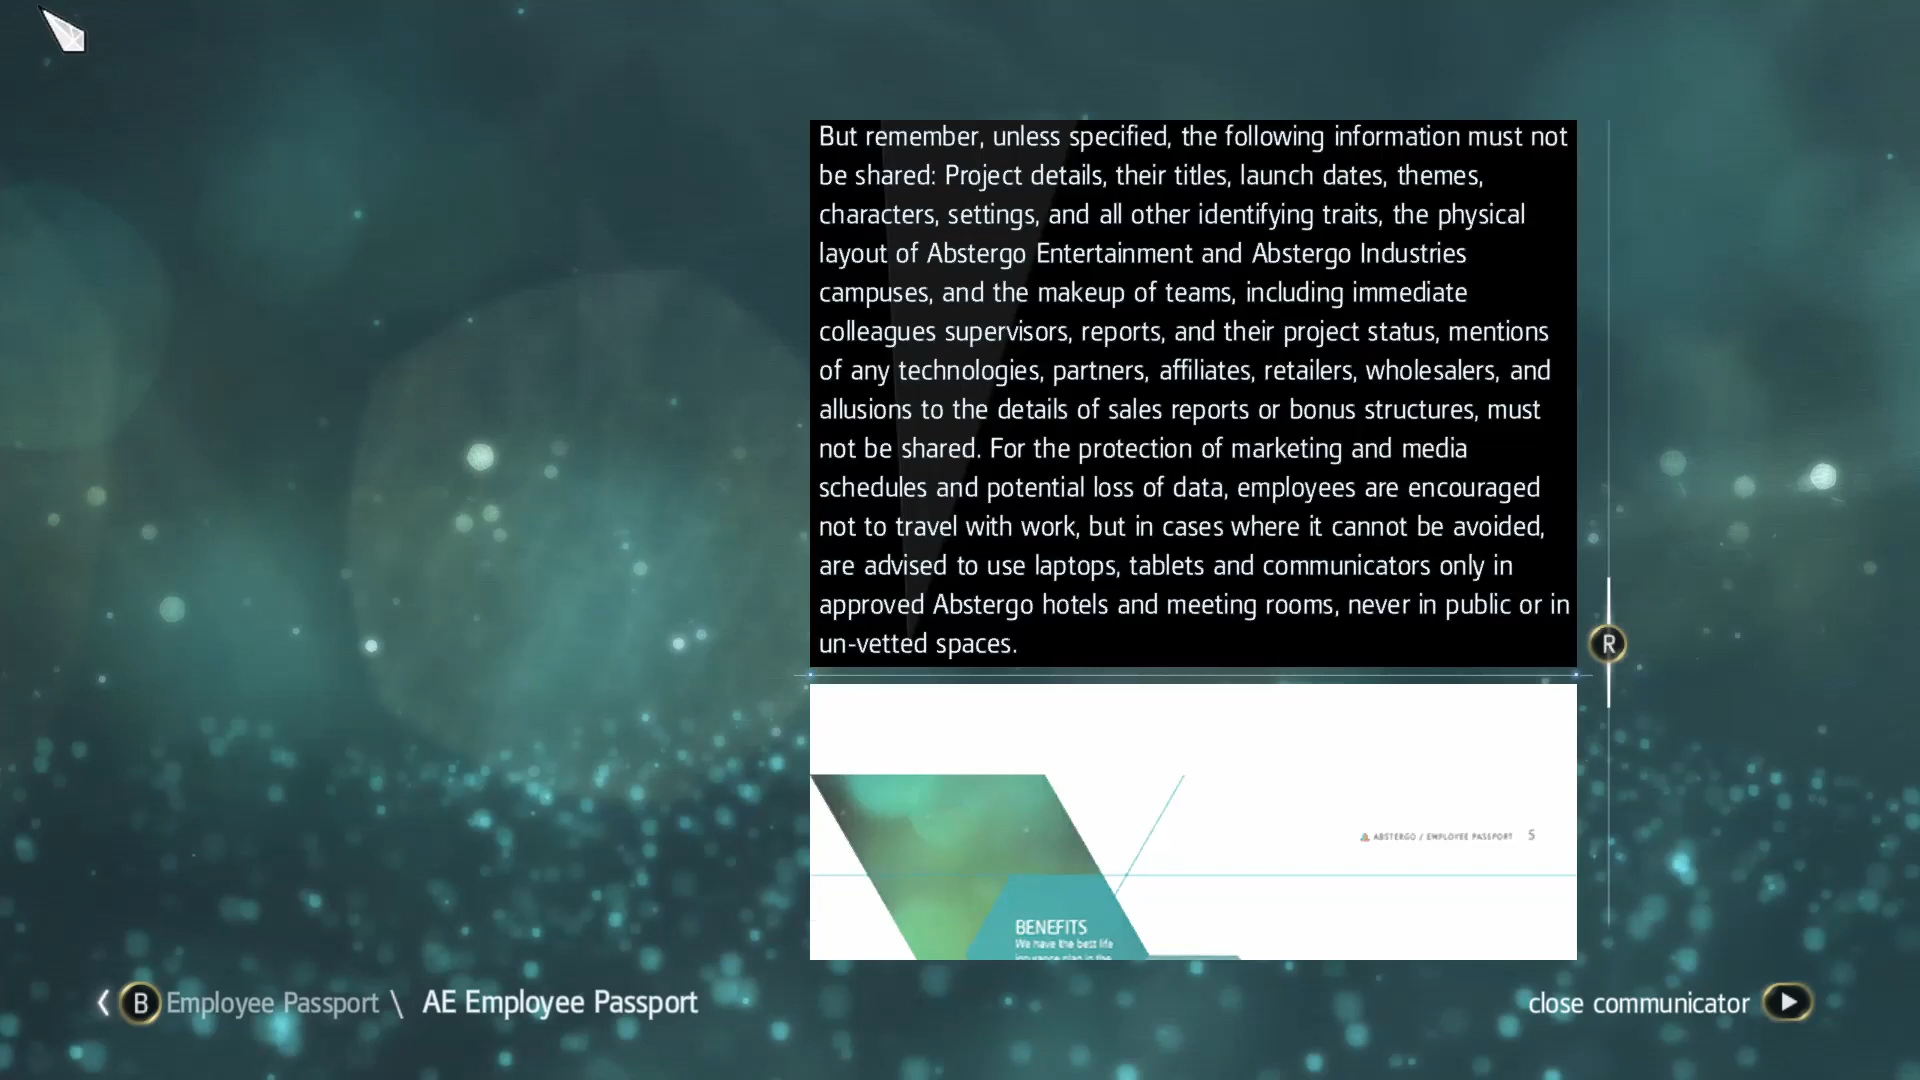 But remember, unless specified, the following information must not
be shared: Project details, their titles, launch dates, themes,
characters, settings, and all other identifying traits, the physical
layout of Abstergo Entertainment and Abstergo Industries
campuses, and the makeup of teams, including immediate
colleagues supervisors, reports, and their project status, mentions
of any technologies, partners, affiliates, retailers, wholesalers, and
allusions to the details of sales reports or bonus structures, must
not be shared. For the protection of marketing and media
schedules and potential loss of data, employees are encouraged
not to travel with work, but in cases where it cannot be avoided,
are advised to use laptops, tablets and communicators only in
approved Abstergo hotels and meeting rooms, never in public or in
un-vetted spaces.
R
ABSTERGO / EMPLOYEE PASSPORT 5
BENEFITS
We have the best life
insurance plan in the
B Employee Passport \ AE Employee Passport
close communicator